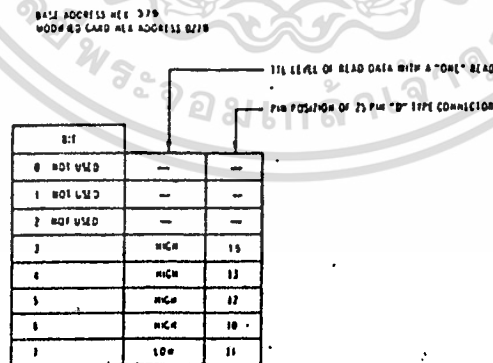 BASE ADDRESS HEX 379
MODIFIED CARD HEX ADDRESS 0279
TTL LEVEL OF READ DATA WITH A "ONE" READ
PIN POSITION OF 25 PIN "D" TYPE CONNECTOR
BIT
0 NOT USED — —
1 NOT USED — —
2 NOT USED — —
3 HIGH 15
4 HIGH 13
5 HIGH 12
6 HIGH 10
7 LOW 11